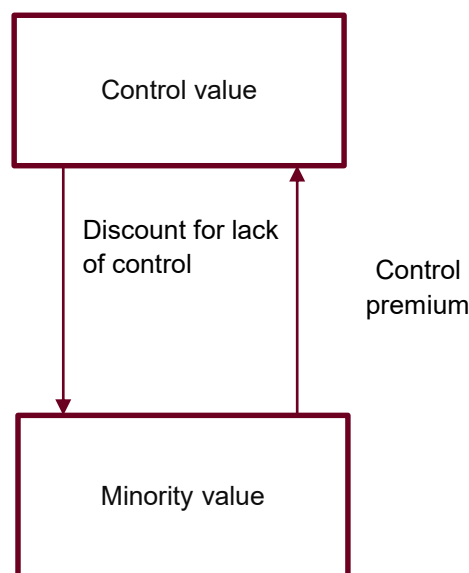 Control value
Discount for lack
of control
Control
premium
Minority value